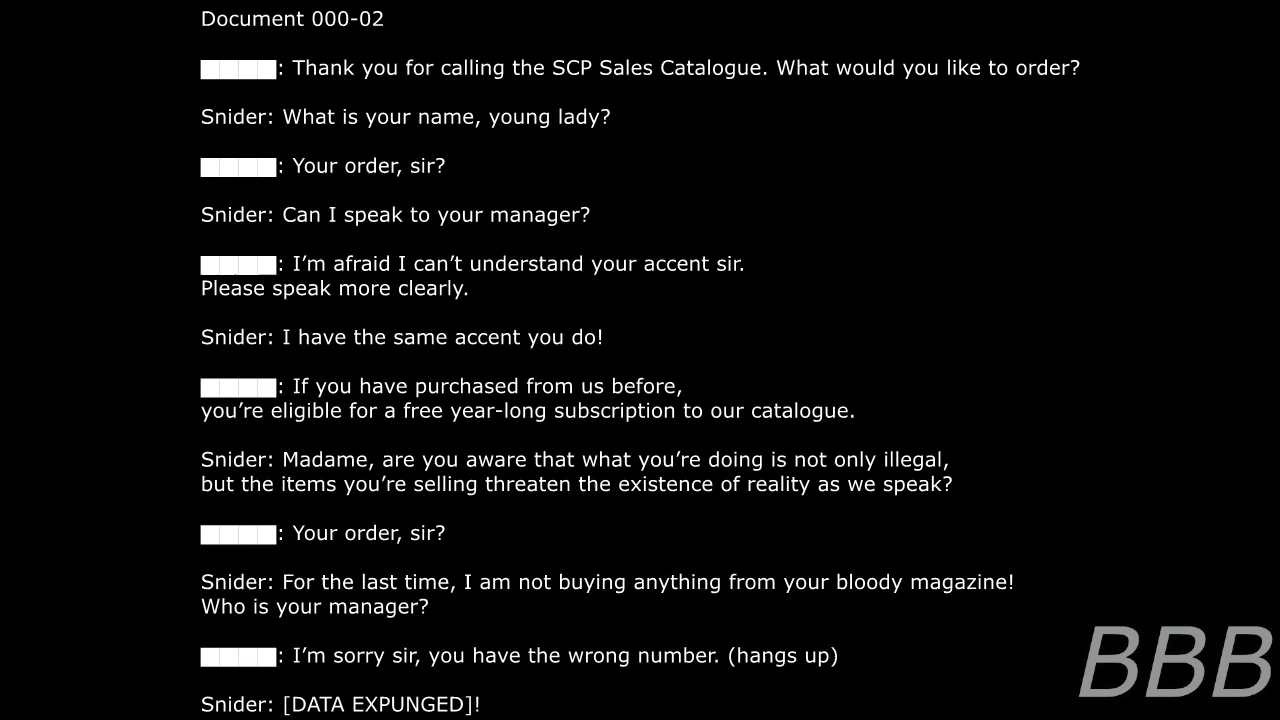 Document 000-02
████: Thank you for calling the SCP Sales Catalogue. What would you like to order?
Snider: What is your name, young lady?
████: Your order, sir?
Snider: Can I speak to your manager?
████: I’m afraid I can’t understand your accent sir.
Please speak more clearly.
Snider: I have the same accent you do!
████: If you have purchased from us before,
you’re eligible for a free year-long subscription to our catalogue.
Snider: Madame, are you aware that what you’re doing is not only illegal,
but the items you’re selling threaten the existence of reality as we speak?
████: Your order, sir?
Snider: For the last time, I am not buying anything from your bloody magazine!
Who is your manager?
████: I’m sorry sir, you have the wrong number. (hangs up)
Snider: [DATA EXPUNGED]!
BBB